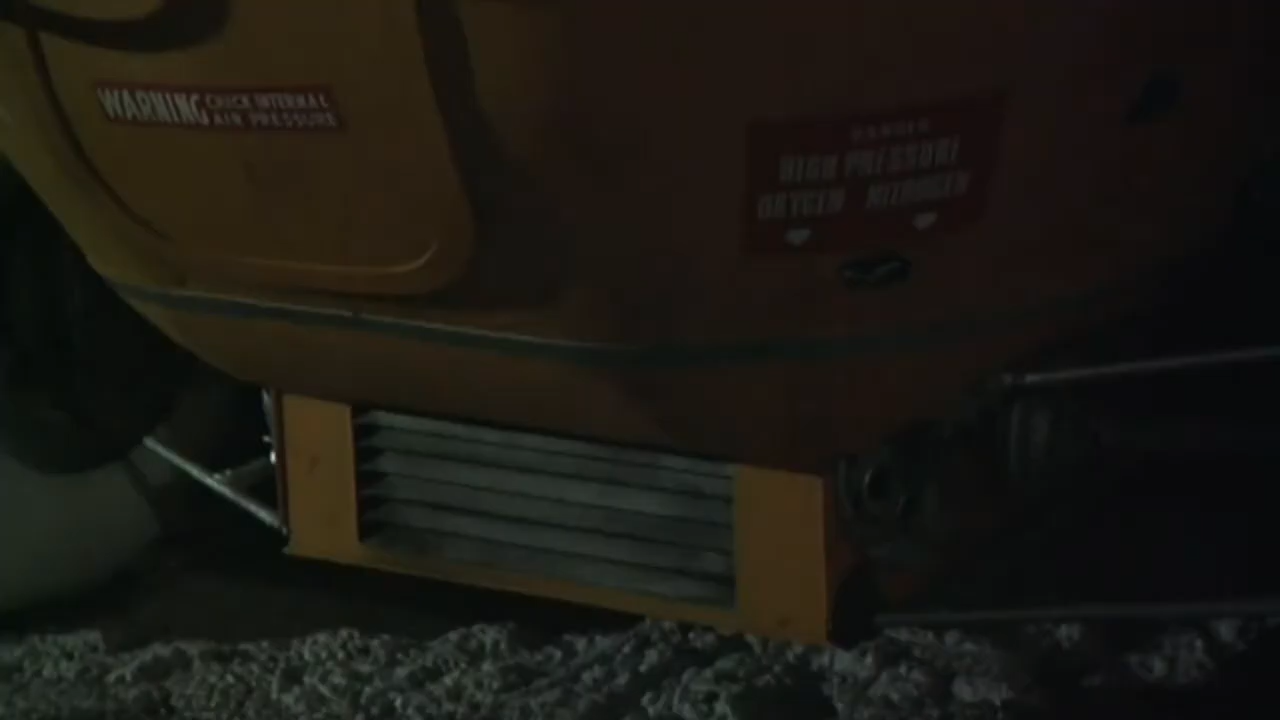 WARNING CHECK INTERNAL
AIR PRESSURE
DANGER
HIGH PRESSURE
OXYGEN NITROGEN